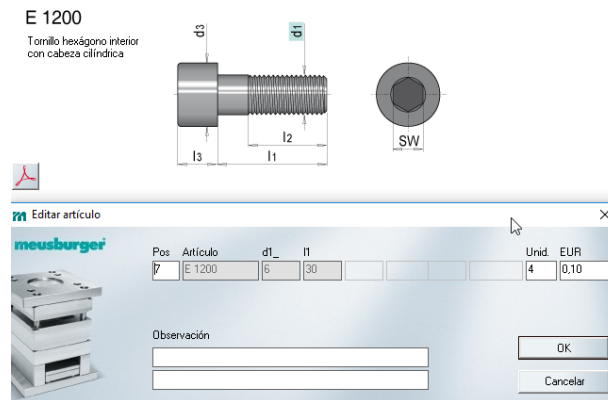 E 1200
Tornillo hexágono interior
con cabeza cilíndrica
d3
d1
l2
l3
l1
SW
m Editar artículo
meusburger
Pos Artículo d1_ l1 Unid. EUR
7 E 1200 6 30 4 0,10
Observación
OK
Cancelar